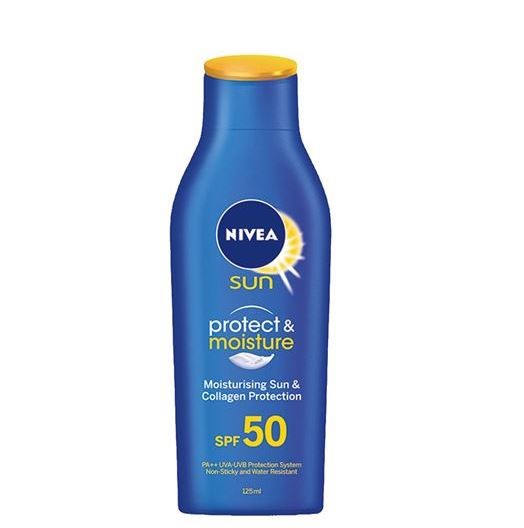 NIVEA
sun
protect &
moisture
Moisturising Sun &
Collagen Protection
SPF 50
PA++ UVA-UVB Protection System
Non-Sticky and Water Resistant
125ml